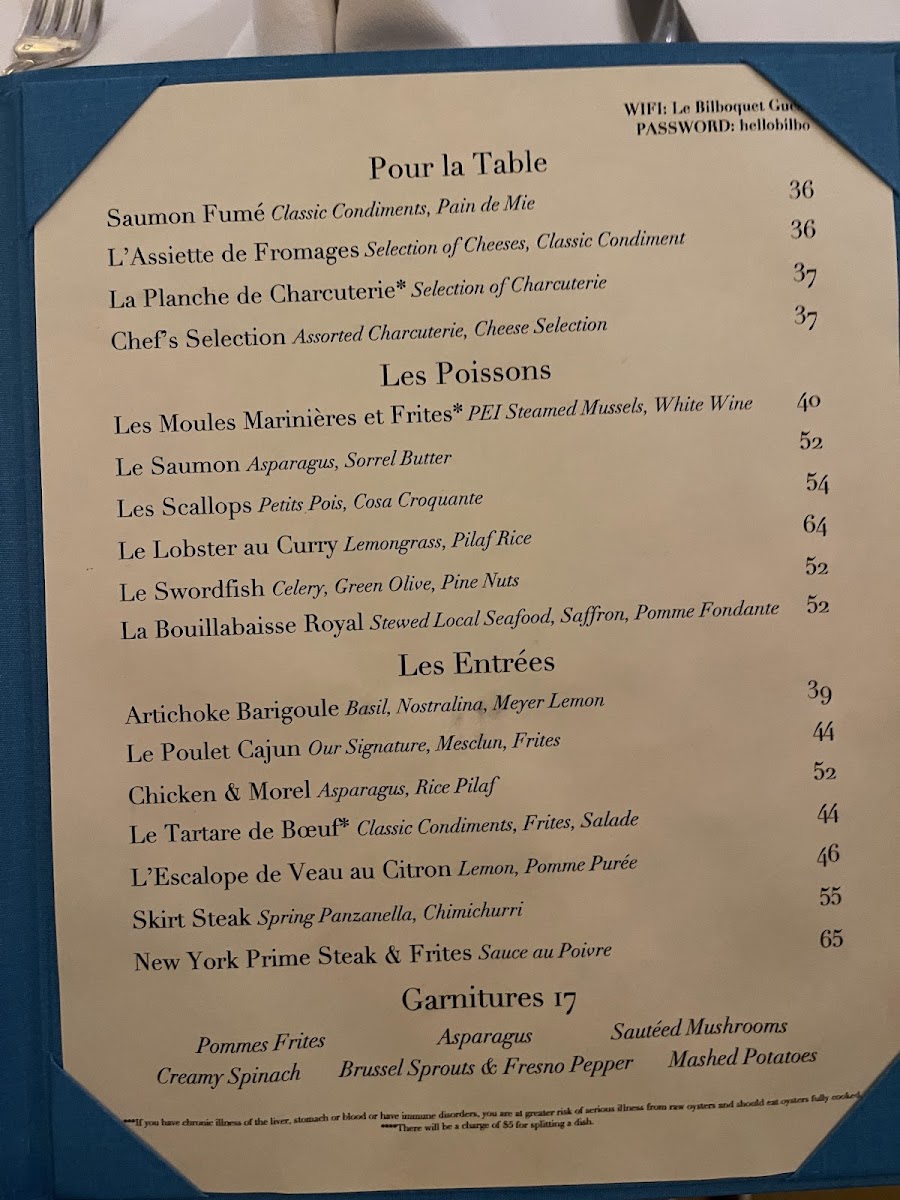 WIFI: Le Bilboquet
PASSWORD: hellobilbo
Pour la Table
Saumon Fumé Classic Condiments, Pain de Mie 36
L'Assiette de Fromages Selection of Cheeses, Classic Condiment 36
La Planche de Charcuterie* Selection of Charcuterie 37
Chef's Selection Assorted Charcuterie, Cheese Selection 37
Les Poissons
Les Moules Marinières et Frites* PEI Steamed Mussels, White Wine 40
Le Saumon Asparagus, Sorrel Butter 52
Les Scallops Petits Pois, Cosa Croquante 54
Le Lobster au Curry Lemongrass, Pilaf Rice 64
Le Swordfish Celery, Green Olive, Pine Nuts 52
La Bouillabaisse Royal Stewed Local Seafood, Saffron, Pomme Fondante 52
Les Entrées
Artichoke Barigoule Basil, Nostralina, Meyer Lemon 39
Le Poulet Cajun Our Signature, Mesclun, Frites 44
Chicken & Morel Asparagus, Rice Pilaf 52
Le Tartare de Bœuf* Classic Condiments, Frites, Salade 44
L'Escalope de Veau au Citron Lemon, Pomme Purée 46
Skirt Steak Spring Panzanella, Chimichurri 55
New York Prime Steak & Frites Sauce au Poivre 65
Garnitures 17
Pommes Frites Asparagus Sautéed Mushrooms
Creamy Spinach Brussel Sprouts & Fresno Pepper Mashed Potatoes
***If you have chronic illness of the liver, stomach or blood or have immune disorders, you are at greater risk of serious illness from raw oysters and should eat oysters fully cooked.
****There will be a charge of $5 for splitting a dish.